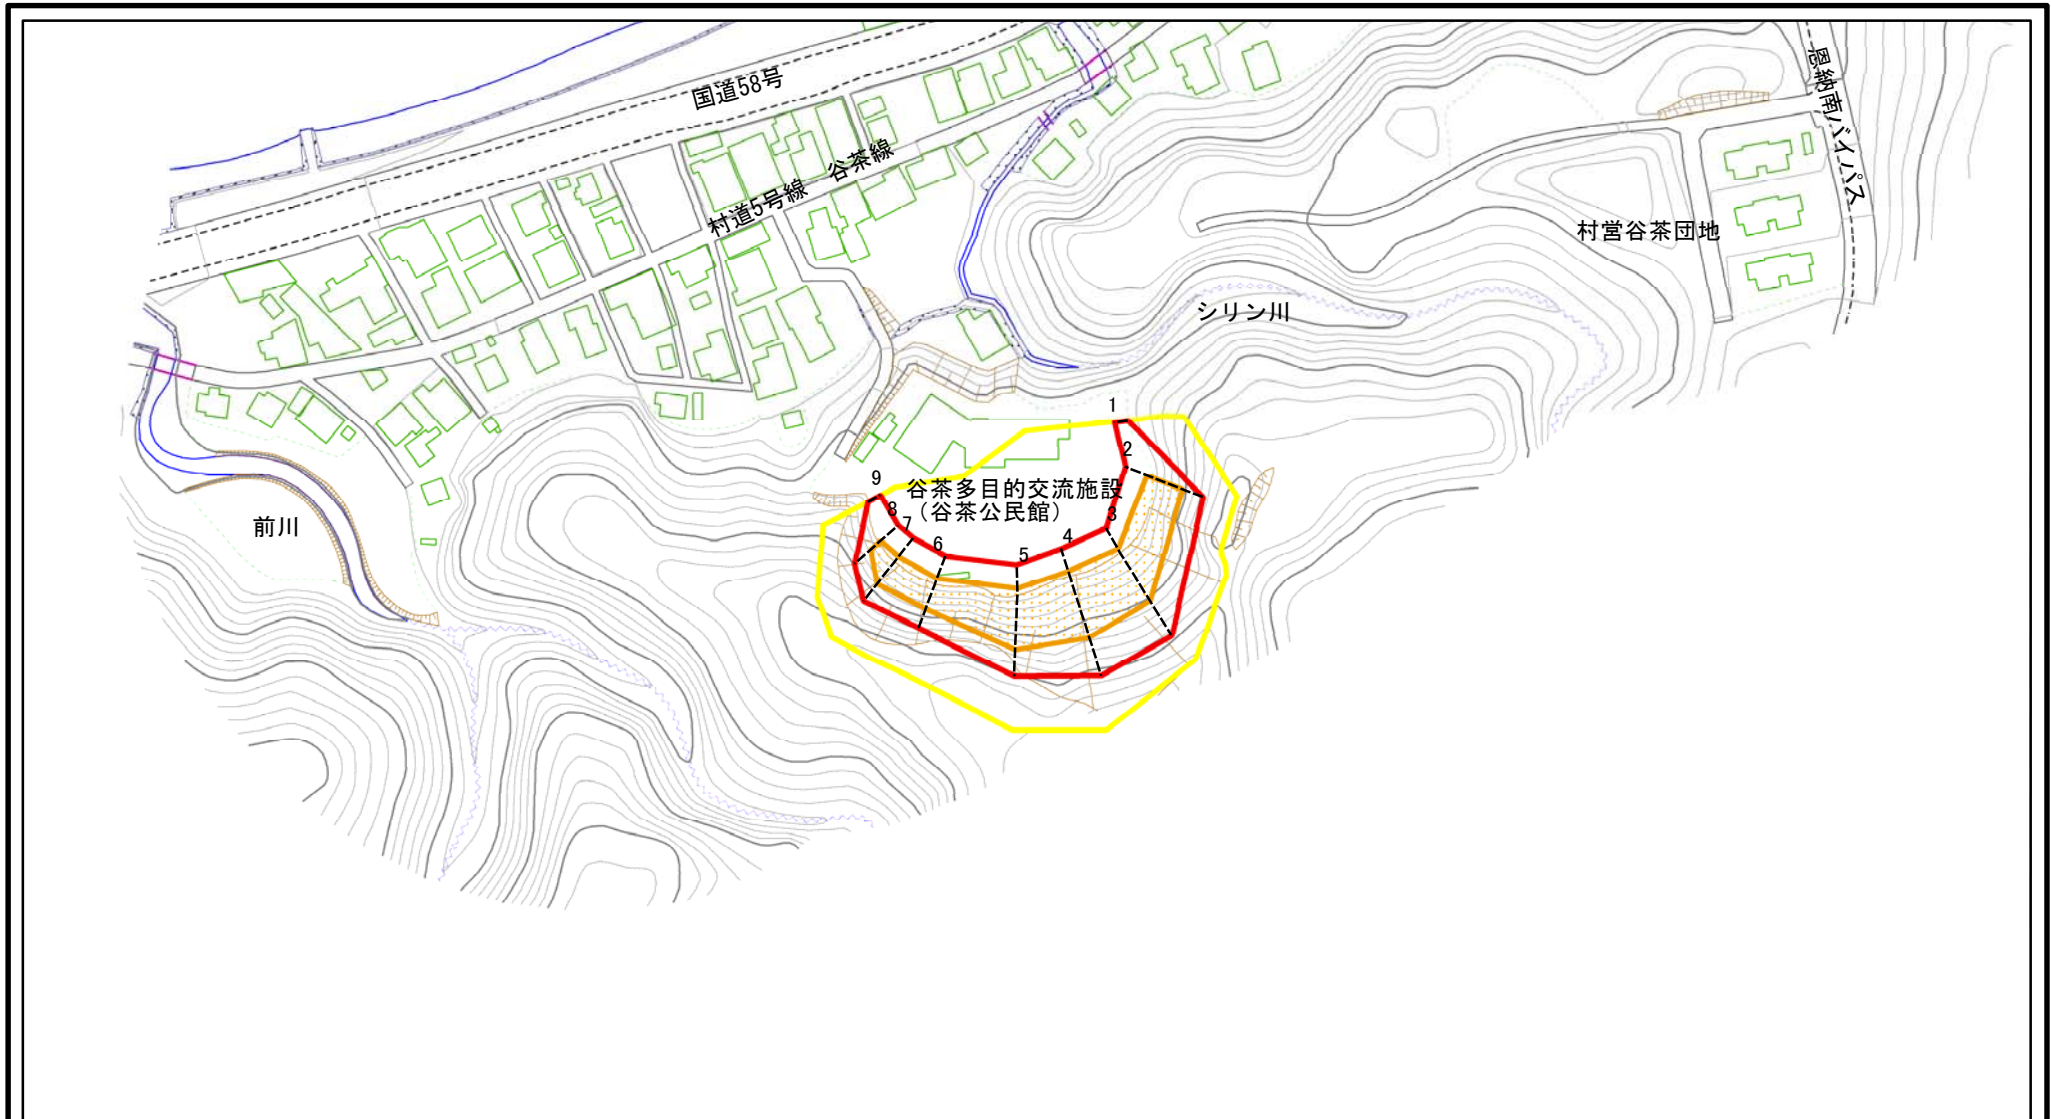 国道58号
恩納南バイパス
村道5号線　谷茶線
村営谷茶団地
シリン川
1
2
9
谷茶多目的交流施設
（谷茶公民館）
8
3
7
4
6
5
前川